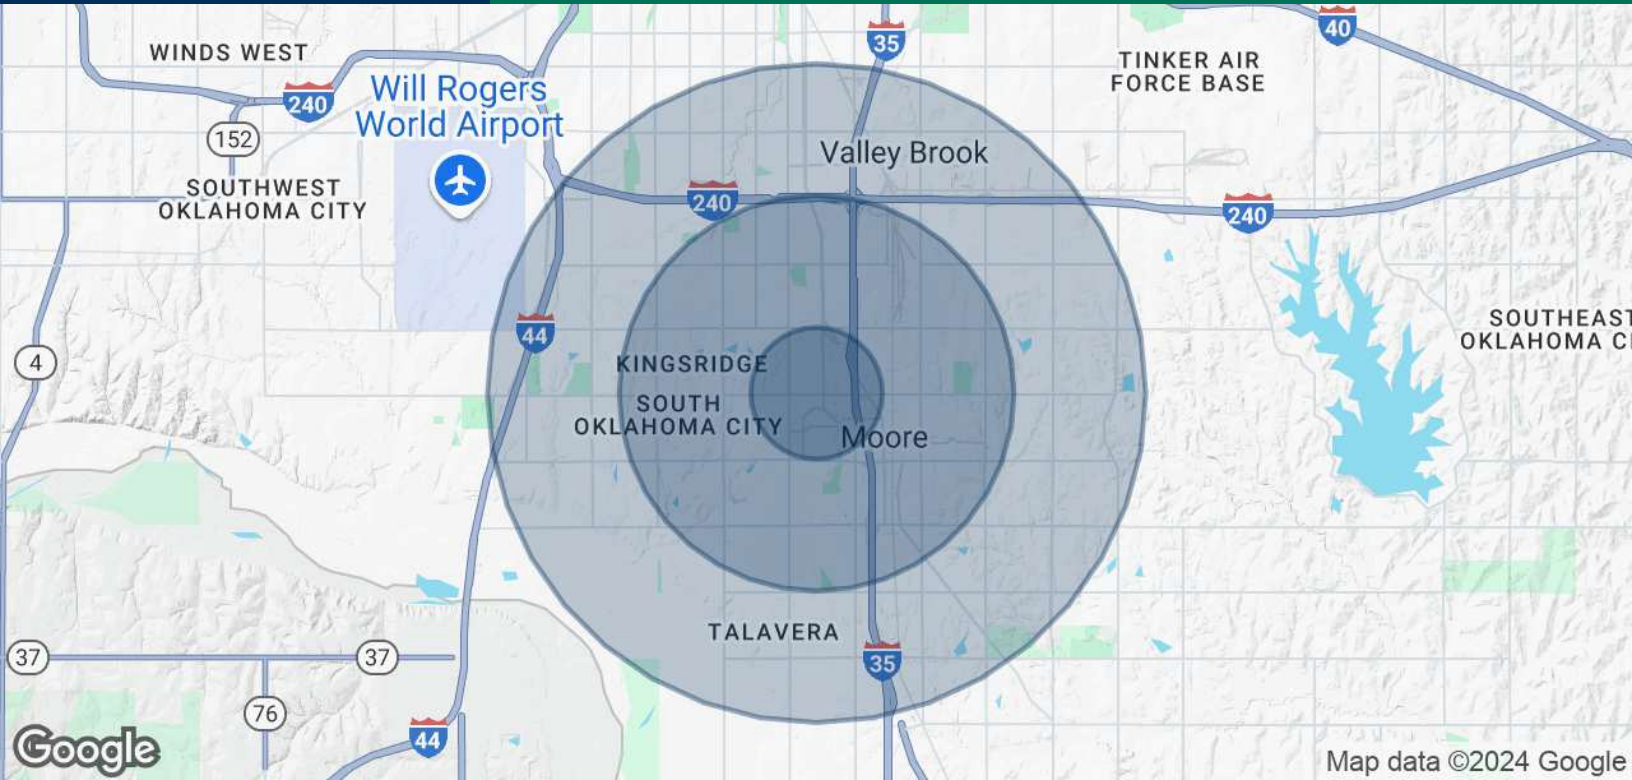 35
40
WINDS WEST
TINKER AIR
FORCE BASE
240
Will Rogers
World Airport
152
Valley Brook
SOUTHWEST
OKLAHOMA CITY
240
240
SOUTHEAST
OKLAHOMA C
44
4
KINGSRIDGE
SOUTH
OKLAHOMA CITY
Moore
TALAVERA
37
37
35
76
44
Google
Map data ©2024 Google